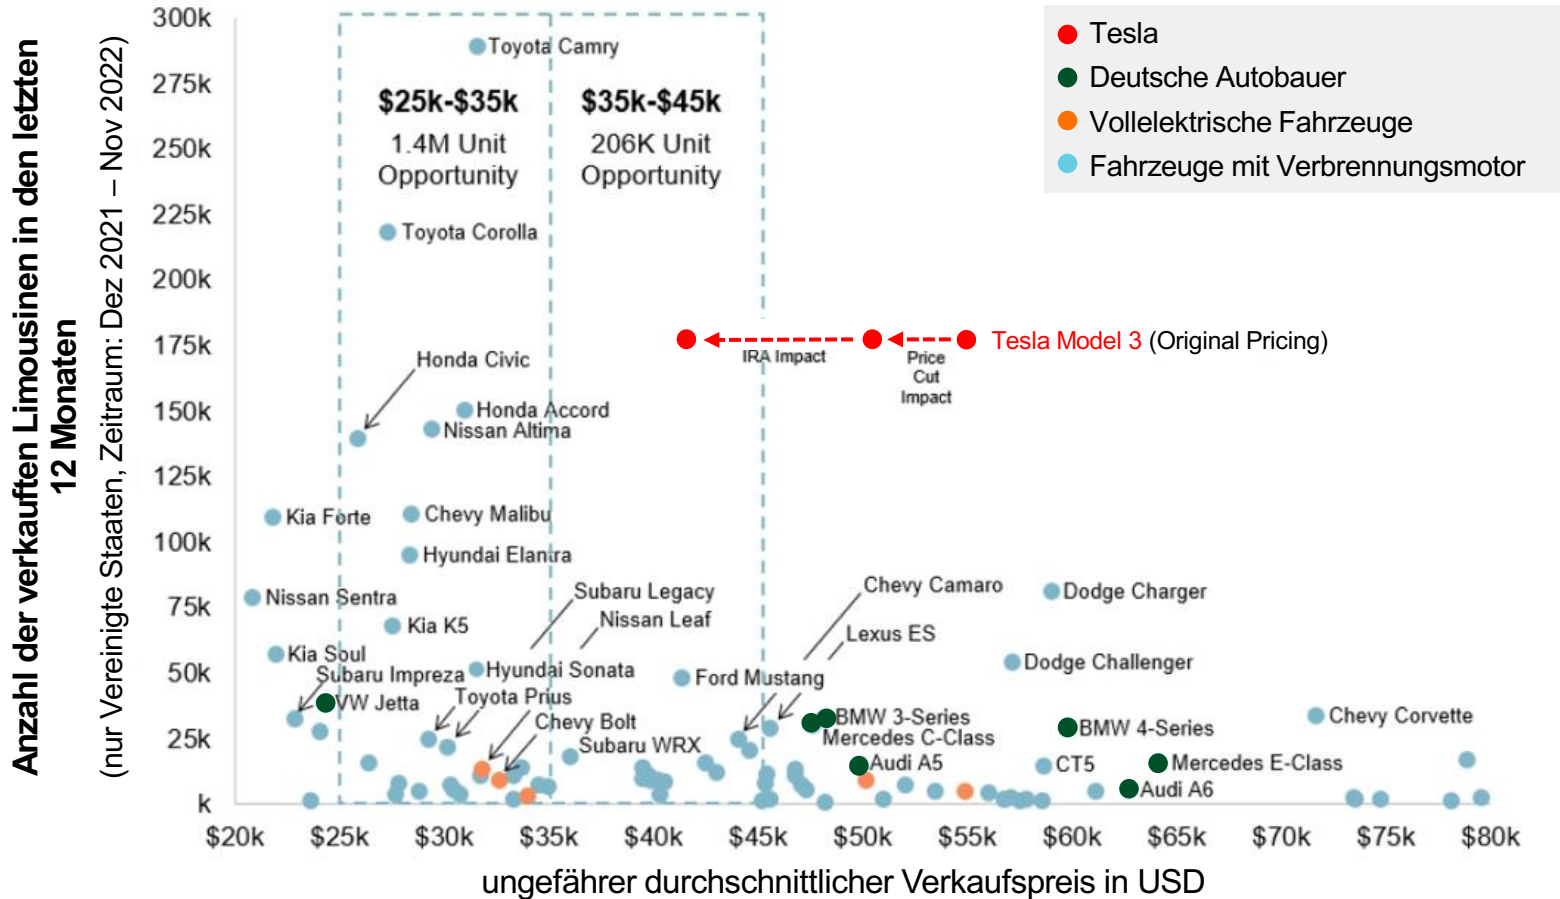 Anzahl der verkauften Limousinen in den letzten
12 Monaten
(nur Vereinigte Staaten, Zeitraum: Dez 2021 – Nov 2022)
300k
275k
250k
225k
200k
175k
150k
125k
100k
75k
50k
25k
k
Tesla
Deutsche Autobauer
Vollelektrische Fahrzeuge
Fahrzeuge mit Verbrennungsmotor
Toyota Camry
$25k-$35k
1.4M Unit
Opportunity
$35k-$45k
206K Unit
Opportunity
Toyota Corolla
Tesla Model 3 (Original Pricing)
IRA Impact
Price
Cut
Impact
Honda Civic
Honda Accord
Nissan Altima
Kia Forte
Chevy Malibu
Hyundai Elantra
Nissan Sentra
Subaru Legacy
Nissan Leaf
Chevy Camaro
Lexus ES
Dodge Charger
Kia K5
Kia Soul
Hyundai Sonata
Subaru Impreza
Ford Mustang
Dodge Challenger
VW Jetta
Toyota Prius
Chevy Bolt
Subaru WRX
BMW 3-Series
Mercedes C-Class
Audi A5
BMW 4-Series
Chevy Corvette
CT5
Mercedes E-Class
Audi A6
$20k
$25k
$30k
$35k
$40k
$45k
$50k
$55k
$60k
$65k
$70k
$75k
$80k
ungefährer durchschnittlicher Verkaufspreis in USD